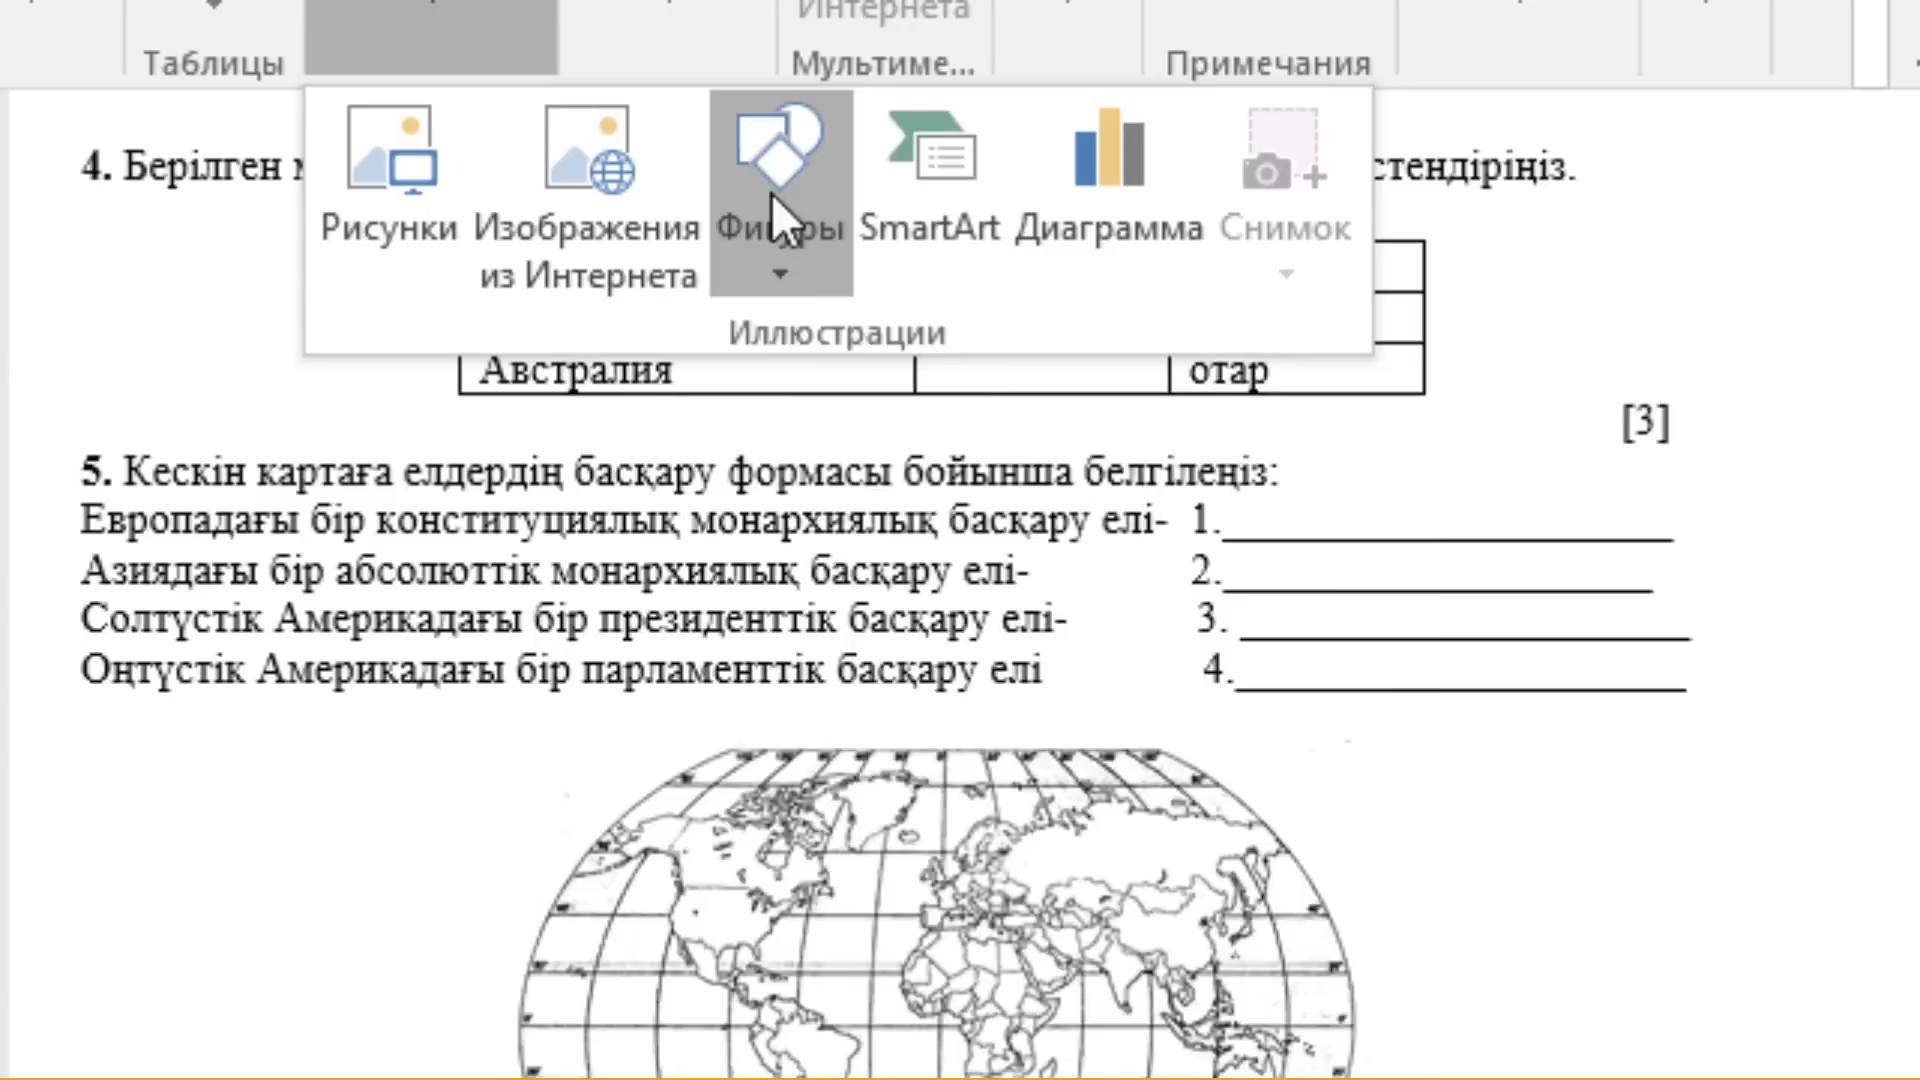 Интернета
Таблицы
Мультиме...
Примечания
Рисунки
Изображения
из Интернета
Фигуры
SmartArt
Диаграмма
Снимок
Иллюстрации
4. Берілген
Австралия отар
[3]
5. Кескін картаға елдердің басқару формасы бойынша белгілеңіз:
Европадағы бір конституциялық монархиялық басқару елі- 1.
Азиядағы бір абсолюттік монархиялық басқару елі- 2.
Солтүстік Америкадағы бір президенттік басқару елі- 3.
Оңтүстік Америкадағы бір парламенттік басқару елі 4.